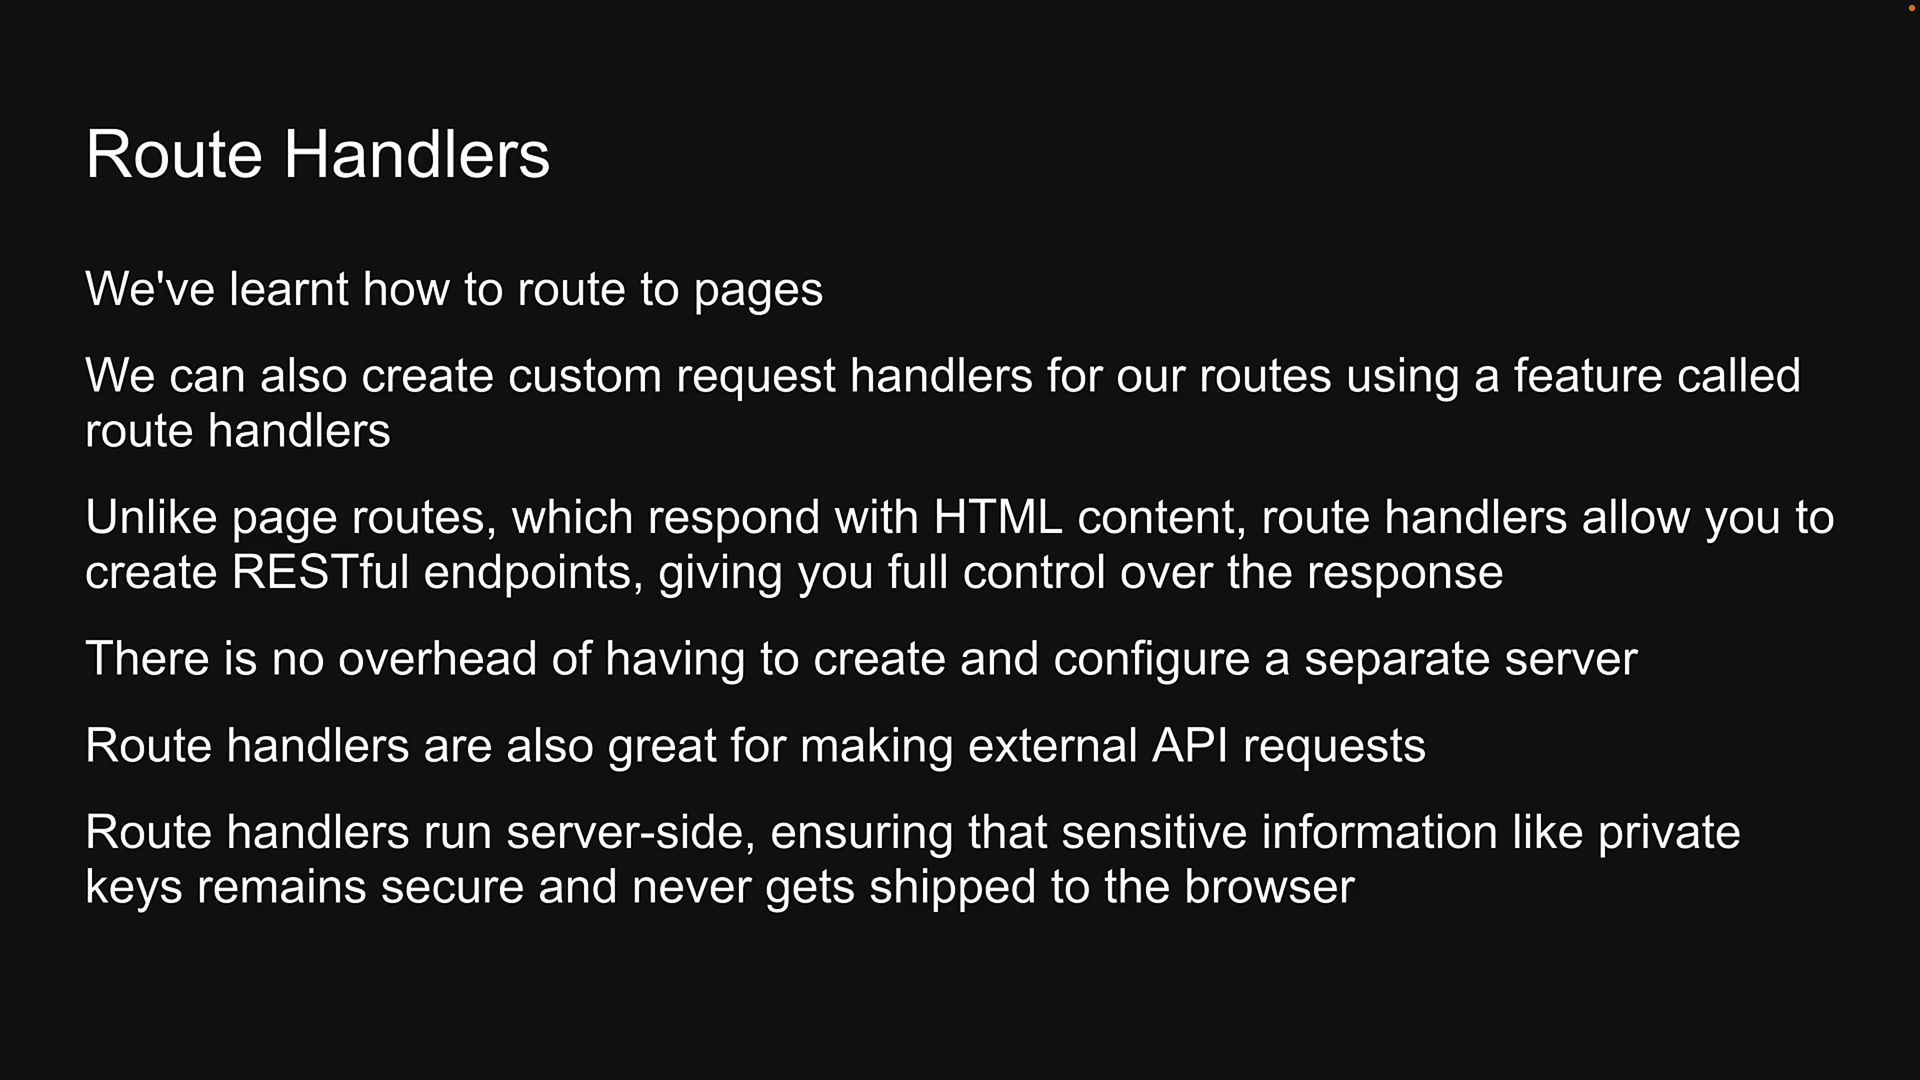 Route Handlers
We've learnt how to route to pages
We can also create custom request handlers for our routes using a feature called
route handlers
Unlike page routes, which respond with HTML content, route handlers allow you to
create RESTful endpoints, giving you full control over the response
There is no overhead of having to create and configure a separate server
Route handlers are also great for making external API requests
Route handlers run server-side, ensuring that sensitive information like private
keys remains secure and never gets shipped to the browser